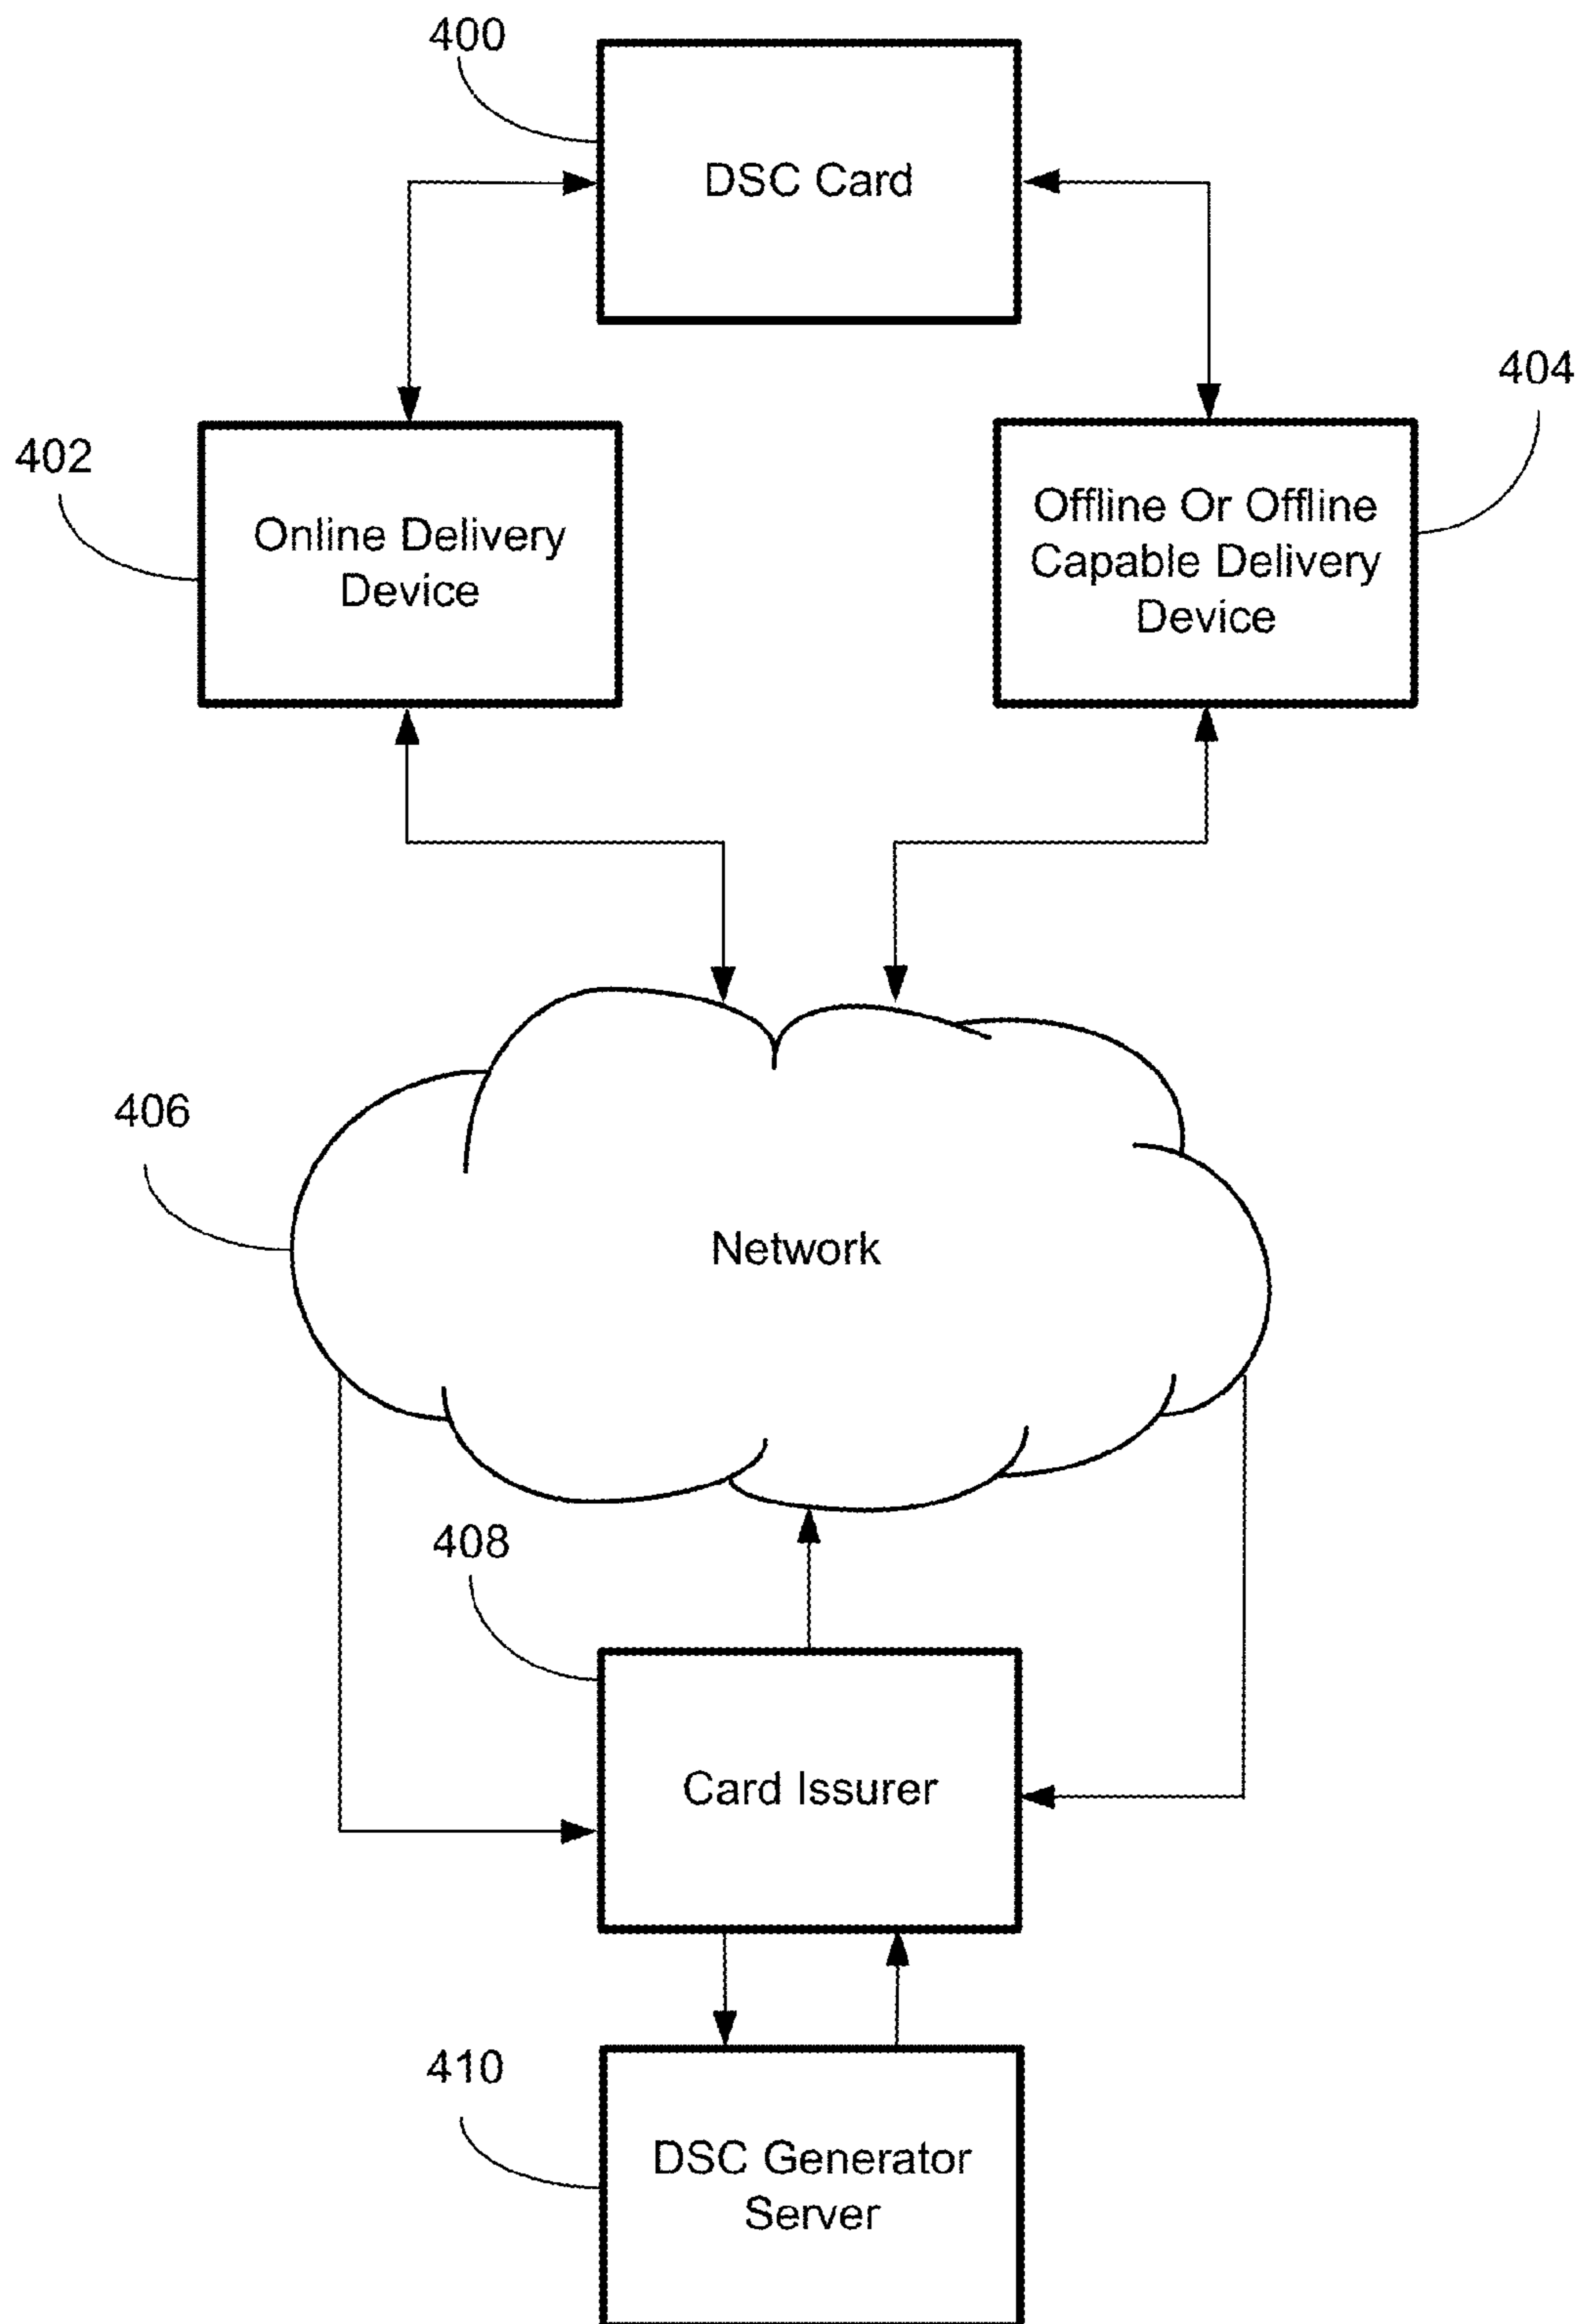 400
DSC Card
404
402
Online Delivery
Device
Offline Or Offline
Capable Delivery
Device
406
Network
408
Card Issurer
410
DSC Generator
Server